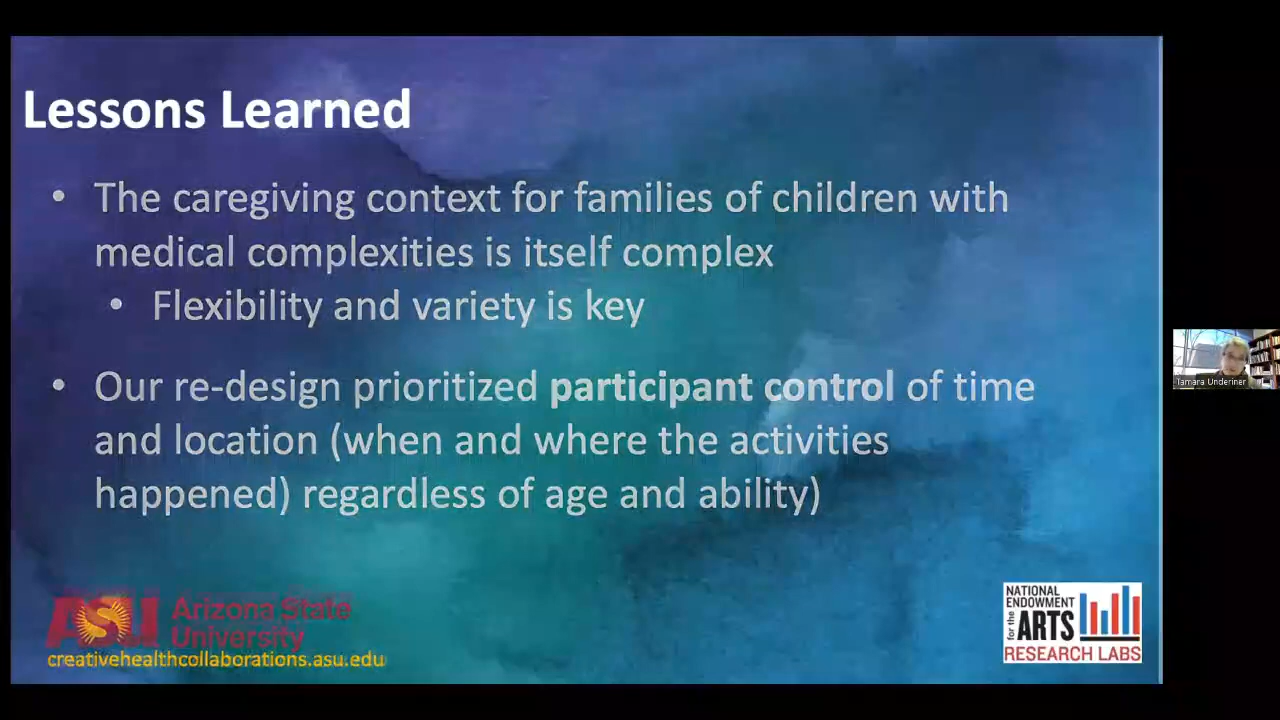 Lessons Learned
• The caregiving context for families of children with
medical complexities is itself complex
• Flexibility and variety is key
• Our re-design prioritized participant control of time
and location (when and where the activities
happened) regardless of age and ability)
ASU Arizona State
University
creativehealthcollaborations.asu.edu
NATIONAL
ENDOWMENT
for the
ARTS
RESEARCH LABS
Tamara Underiner